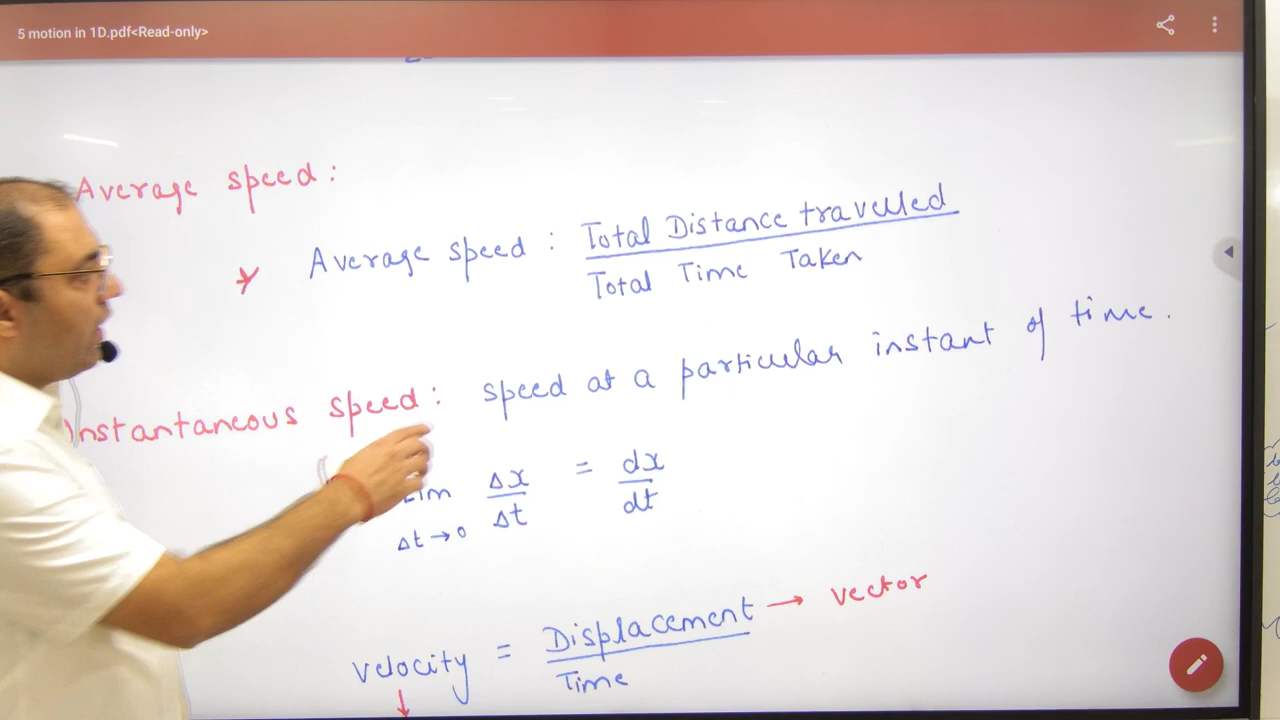 5 motion in 1D.pdf<Read-only>
Average speed:
Average speed : Total Distance travelled
Total Time Taken
Instantaneous speed: speed at a particular instant of time.
Lim Δx/Δt = dx/dt
Δt→0
velocity = Displacement → vector
Time
↓